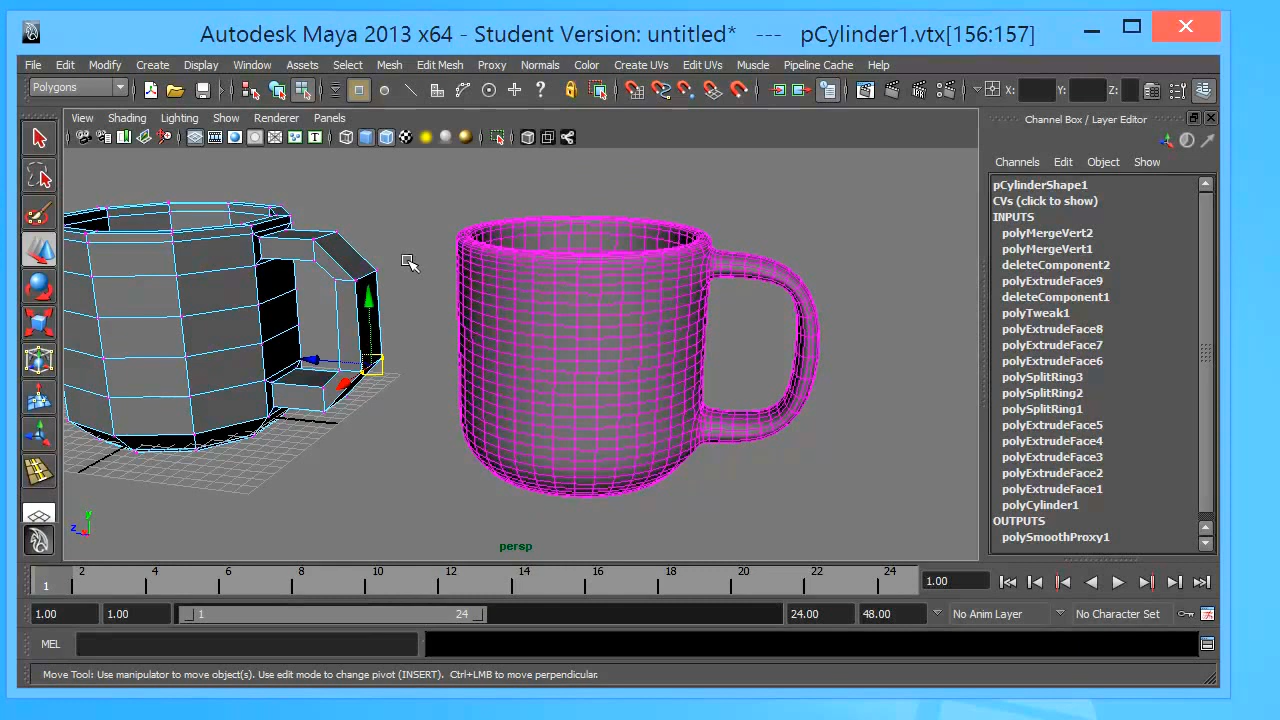 Autodesk Maya 2013 x64 - Student Version: untitled* --- pCylinder1.vtx[156:157]
File Edit Modify Create Display Window Assets Select Mesh Edit Mesh Proxy Normals Color Create UVs Edit UVs Muscle Pipeline Cache Help
Polygons X: Y: Z:
View Shading Lighting Show Renderer Panels
Channel Box / Layer Editor
Channels Edit Object Show
pCylinderShape1
CVs (click to show)
INPUTS
polyMergeVert2
polyMergeVert1
deleteComponent2
polyExtrudeFace9
deleteComponent1
polyTweak1
polyExtrudeFace8
polyExtrudeFace7
polyExtrudeFace6
polySplitRing3
polySplitRing2
polySplitRing1
polyExtrudeFace5
polyExtrudeFace4
polyExtrudeFace3
polyExtrudeFace2
polyExtrudeFace1
polyCylinder1
OUTPUTS
polySmoothProxy1
y
z
persp
2 4 6 8 10 12 14 16 18 20 22 24
1 1.00
1.00 1.00 1 24 24.00 48.00 No Anim Layer No Character Set
MEL
Move Tool: Use manipulator to move object(s). Use edit mode to change pivot (INSERT). Ctrl+LMB to move perpendicular.